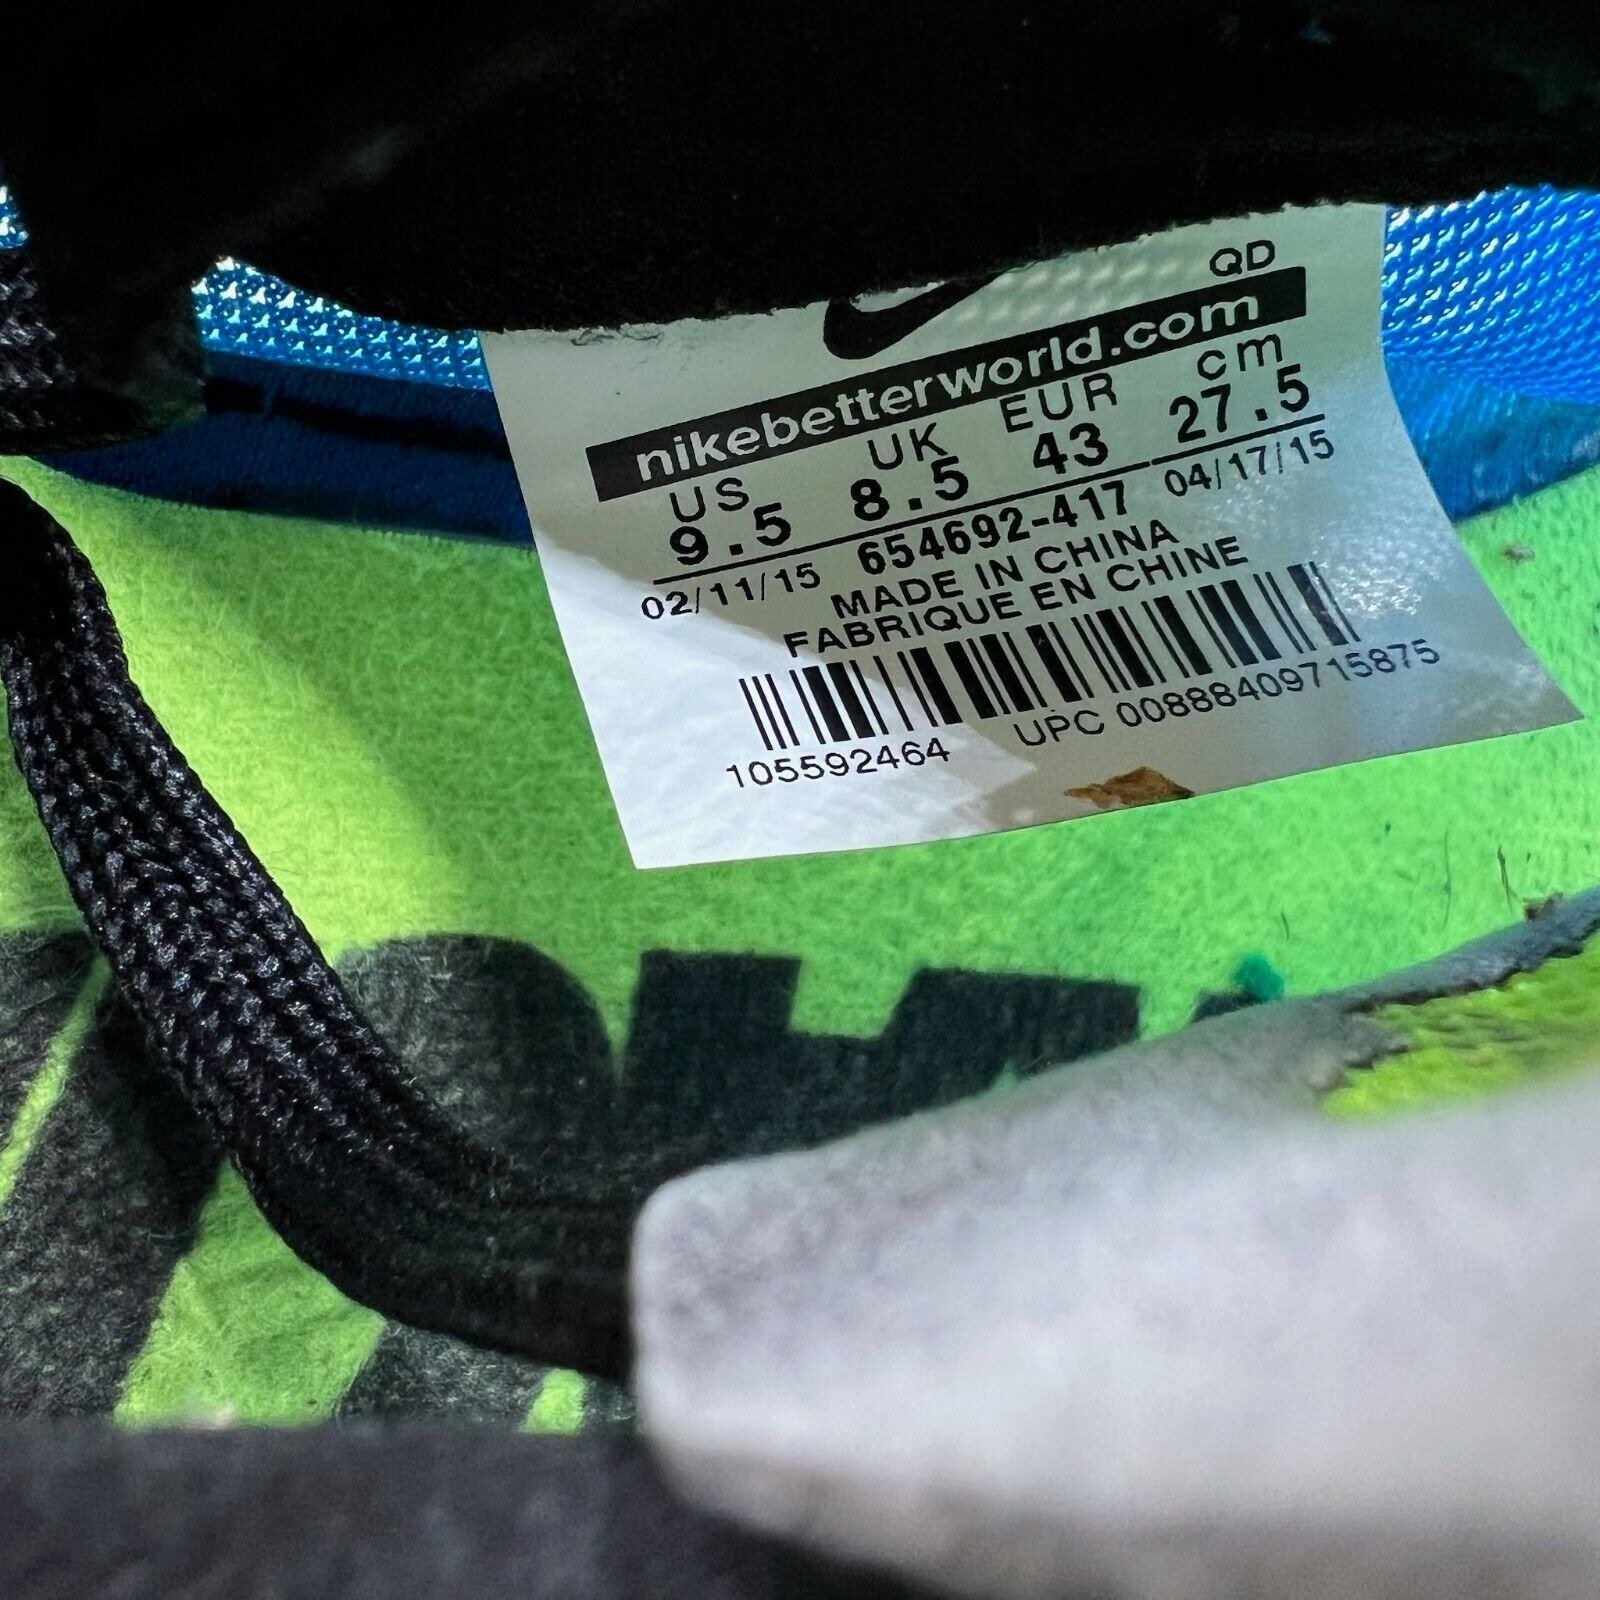 QD
nikebetterworld.com
US UK EUR cm
9.5 8.5 43 27.5
02/11/15 654692-417 04/17/15
MADE IN CHINA
FABRIQUE EN CHINE
105592464 UPC 00888409715875